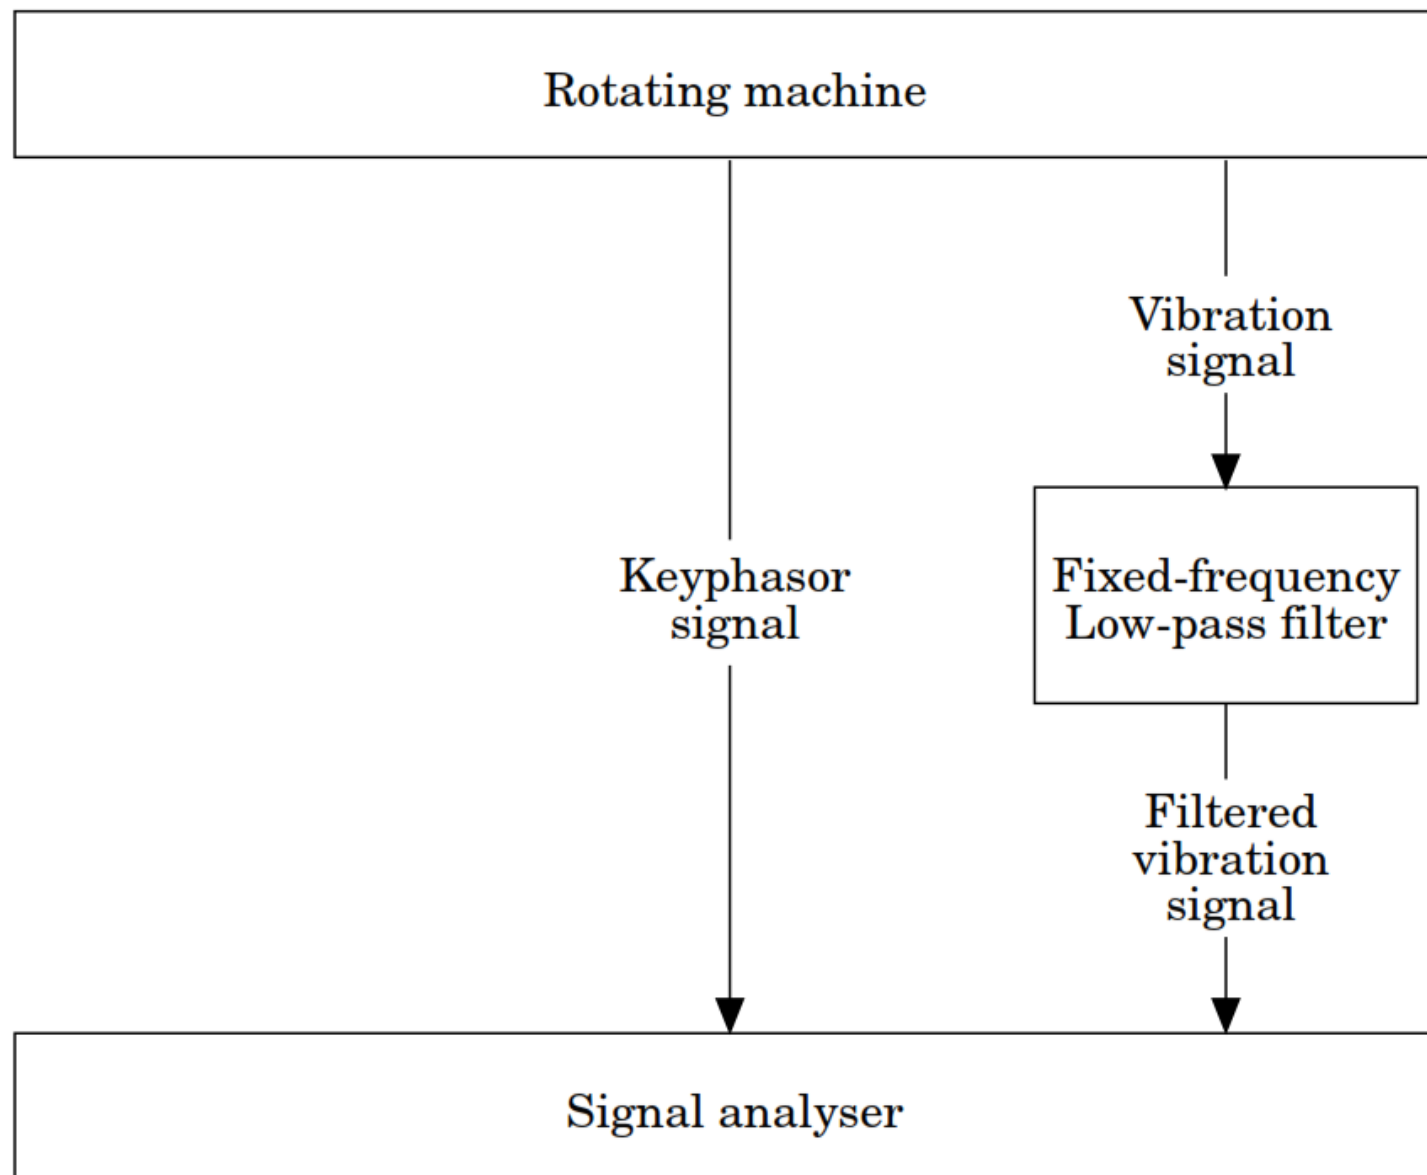 Rotating machine
Vibration
signal
Keyphasor
signal
Fixed-frequency
Low-pass filter
Filtered
vibration
signal
Signal analyser